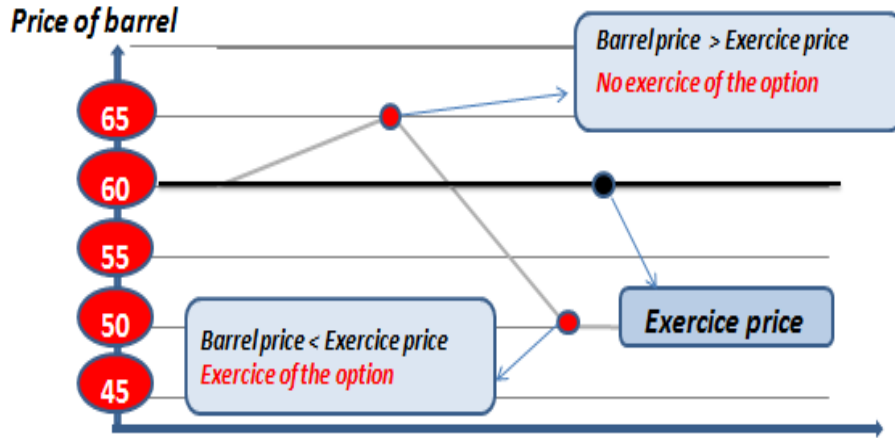 Price of barrel
Barrel price > Exercice price
No exercice of the option
65
60
55
50
45
Exercice price
Barrel price < Exercice price
Exercice of the option